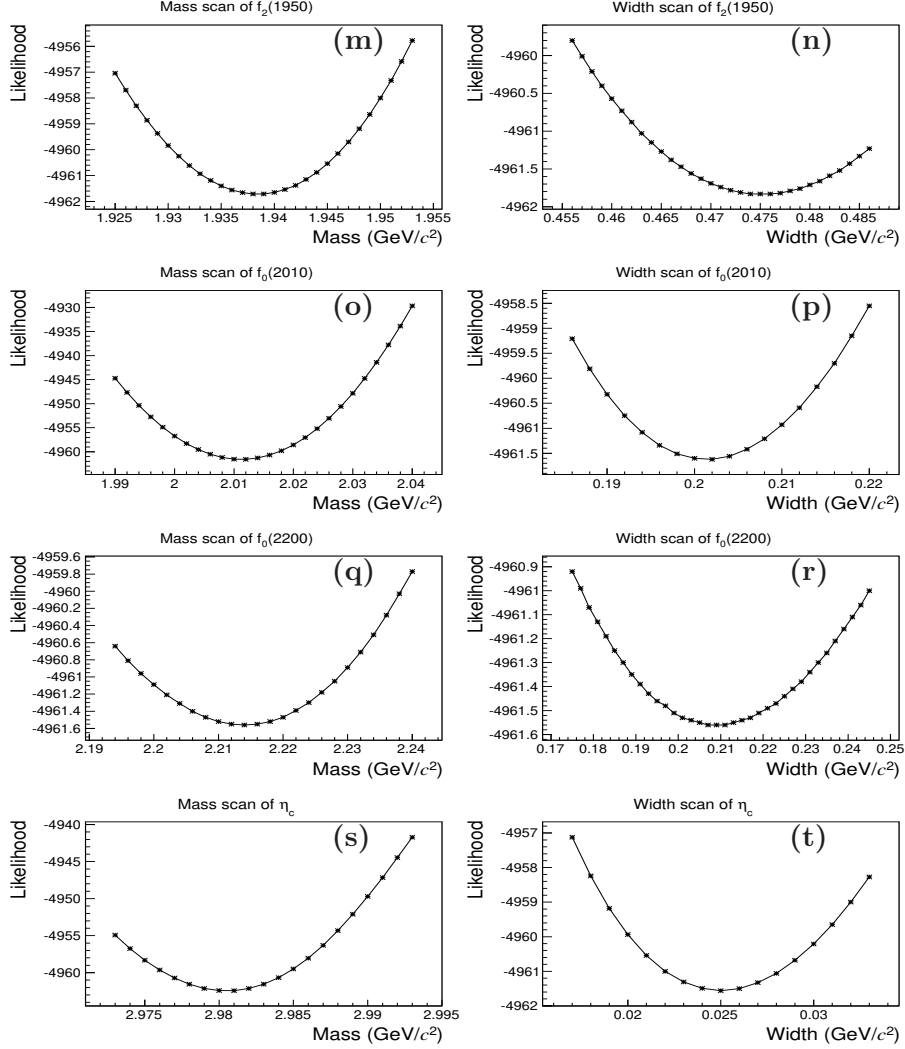 Mass scan of f₂(1950)
(m)
Likelihood
-4956
-4957
-4958
-4959
-4960
-4961
-4962
1.925 1.93 1.935 1.94 1.945 1.95 1.955
Mass (GeV/c²)
Width scan of f₂(1950)
(n)
Likelihood
-4960
-4960.5
-4961
-4961.5
-4962
0.455 0.46 0.465 0.47 0.475 0.48 0.485
Width (GeV/c²)
Mass scan of f₀(2010)
(o)
Likelihood
-4930
-4935
-4940
-4945
-4950
-4955
-4960
1.99 2 2.01 2.02 2.03 2.04
Mass (GeV/c²)
Width scan of f₀(2010)
(p)
Likelihood
-4958.5
-4959
-4959.5
-4960
-4960.5
-4961
-4961.5
0.19 0.2 0.21 0.22
Width (GeV/c²)
Mass scan of f₀(2200)
(q)
Likelihood
-4959.6
-4959.8
-4960
-4960.2
-4960.4
-4960.6
-4960.8
-4961
-4961.2
-4961.4
-4961.6
2.19 2.2 2.21 2.22 2.23 2.24
Mass (GeV/c²)
Width scan of f₀(2200)
(r)
Likelihood
-4960.9
-4961
-4961.1
-4961.2
-4961.3
-4961.4
-4961.5
-4961.6
0.17 0.18 0.19 0.2 0.21 0.22 0.23 0.24 0.25
Width (GeV/c²)
Mass scan of η_c
(s)
Likelihood
-4940
-4945
-4950
-4955
-4960
2.975 2.98 2.985 2.99 2.995
Mass (GeV/c²)
Width scan of η_c
(t)
Likelihood
-4957
-4958
-4959
-4960
-4961
-4962
0.02 0.025 0.03
Width (GeV/c²)